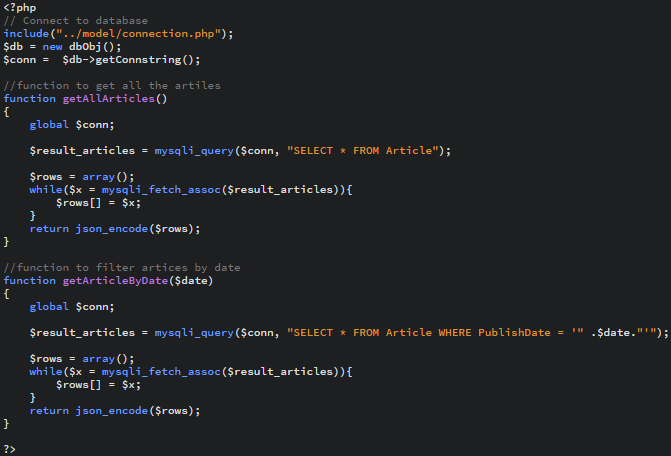 <?php
// Connect to database
include("../model/connection.php");
$db = new dbObj();
$conn =  $db->getConnstring();
//function to get all the artiles
function getAllArticles()
{
    global $conn;
    $result_articles = mysqli_query($conn, "SELECT * FROM Article");
    $rows = array();
    while($x = mysqli_fetch_assoc($result_articles)){
        $rows[] = $x;
    }
    return json_encode($rows);
}
//function to filter artices by date
function getArticleByDate($date)
{
    global $conn;
    $result_articles = mysqli_query($conn, "SELECT * FROM Article WHERE PublishDate = '" .$date."'");
    $rows = array();
    while($x = mysqli_fetch_assoc($result_articles)){
        $rows[] = $x;
    }
    return json_encode($rows);
}
?>